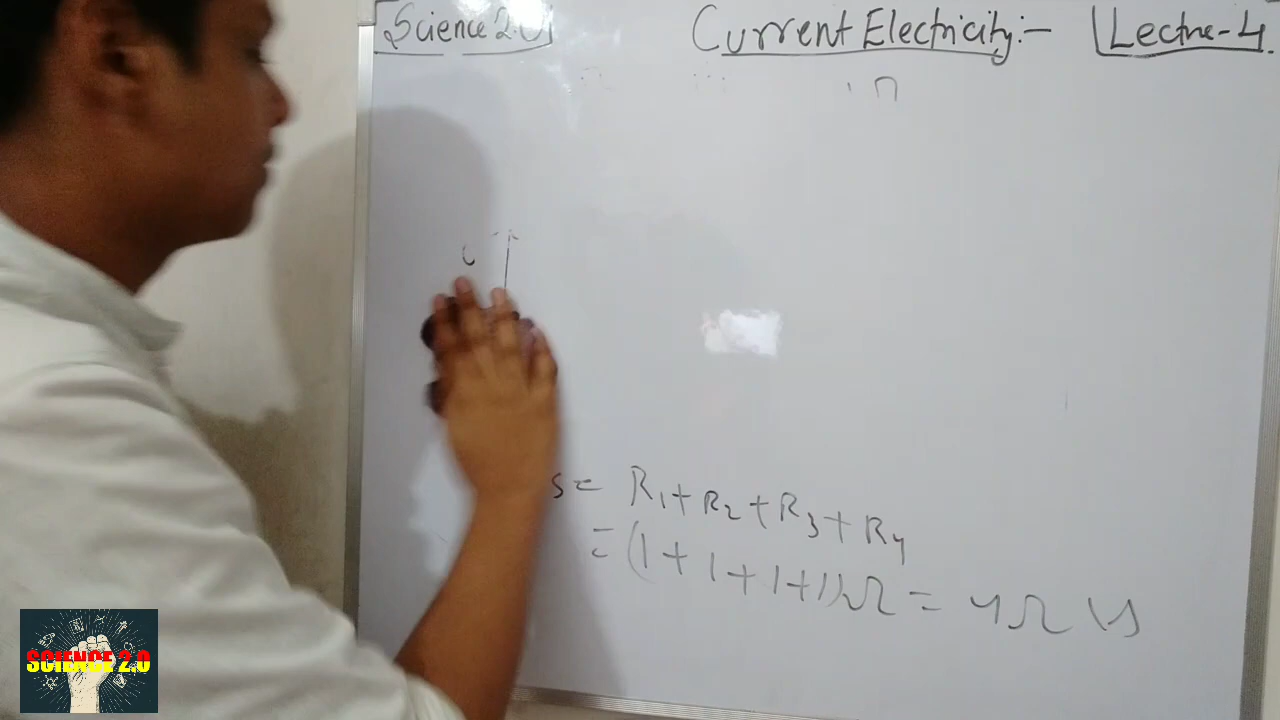 Science 2.0
Current Electricity:- Lecture-4.
s= R1+R2+R3+R4
=(1+1+1+1)Ω = 4Ω
SCIENCE 2.0